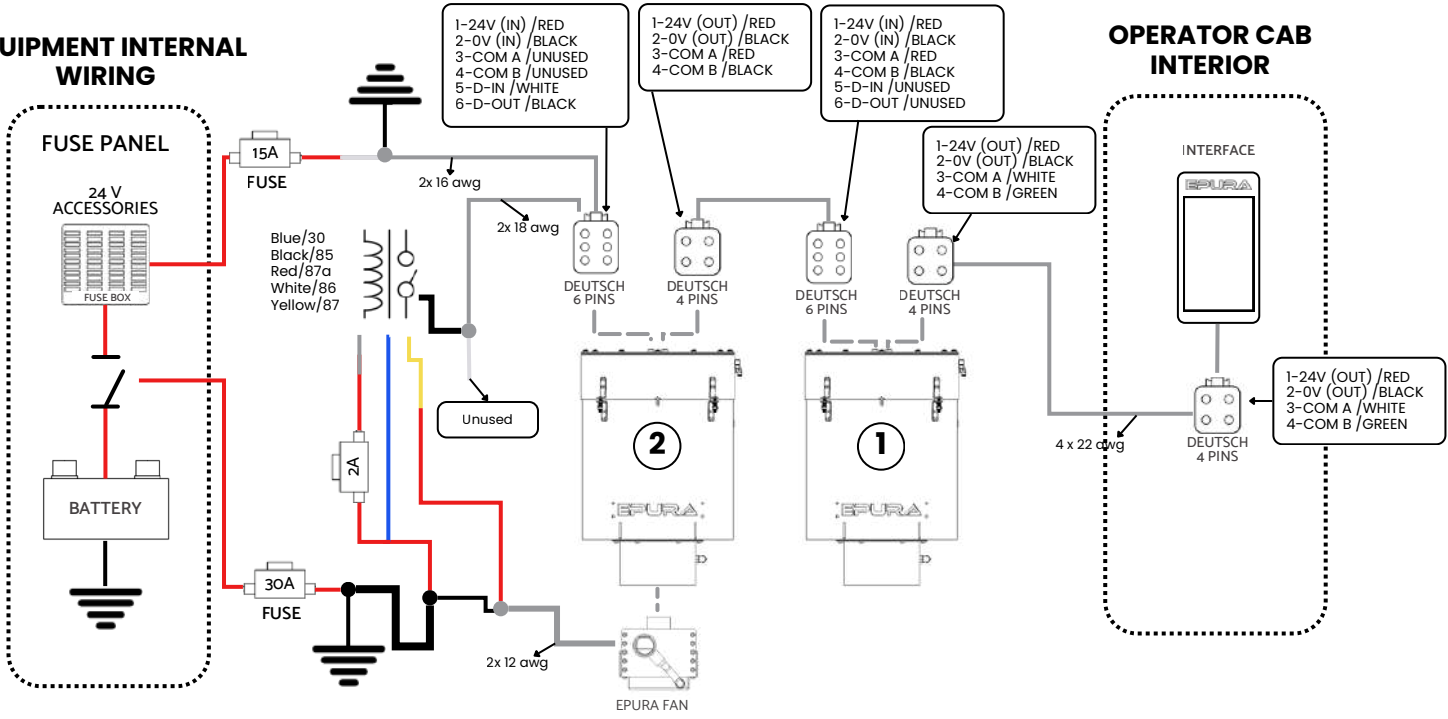 UIPMENT INTERNAL
WIRING
FUSE PANEL
24 V
ACCESSORIES
FUSE BOX
BATTERY
15A
FUSE
30A
FUSE
2A
Blue/30
Black/85
Red/87a
White/86
Yellow/87
1-24V (IN) /RED
2-0V (IN) /BLACK
3-COM A /UNUSED
4-COM B /UNUSED
5-D-IN /WHITE
6-D-OUT /BLACK
1-24V (OUT) /RED
2-0V (OUT) /BLACK
3-COM A /RED
4-COM B /BLACK
1-24V (IN) /RED
2-0V (IN) /BLACK
3-COM A /RED
4-COM B /BLACK
5-D-IN /UNUSED
6-D-OUT /UNUSED
1-24V (OUT) /RED
2-0V (OUT) /BLACK
3-COM A /WHITE
4-COM B /GREEN
2x 16 awg
2x 18 awg
Unused
DEUTSCH
6 PINS
DEUTSCH
4 PINS
DEUTSCH
6 PINS
DEUTSCH
4 PINS
2
EPURA
1
EPURA
2x 12 awg
EPURA FAN
4 x 22 awg
OPERATOR CAB
INTERIOR
INTERFACE
EPURA
DEUTSCH
4 PINS
1-24V (OUT) /RED
2-0V (OUT) /BLACK
3-COM A /WHITE
4-COM B /GREEN